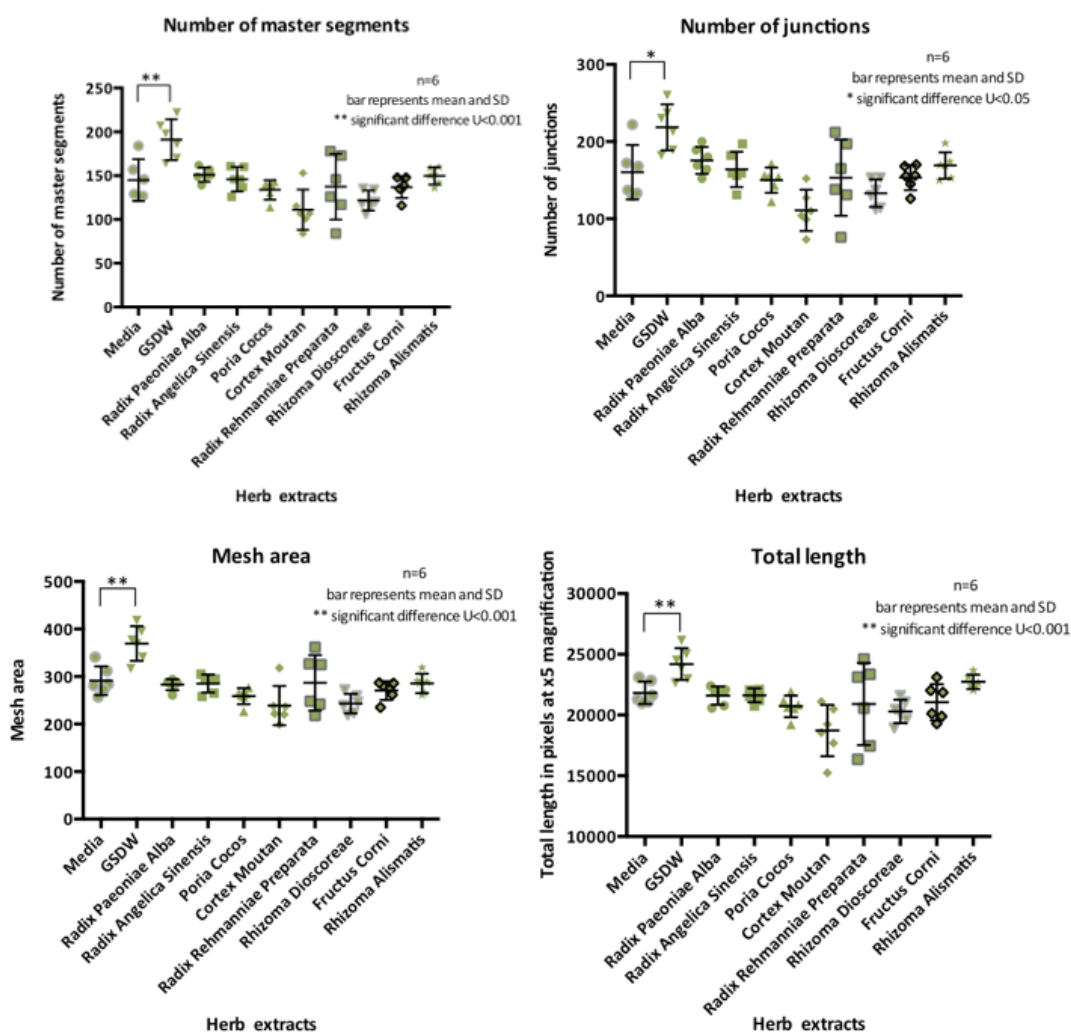 Number of master segments
n=6
bar represents mean and SD
** significant difference U<0.001
**
Number of master segments
250
200
150
100
50
0
Media
GSDW
Radix Paeoniae Alba
Radix Angelica Sinensis
Poria Cocos
Cortex Moutan
Radix Rehmanniae Preparata
Rhizoma Dioscoreae
Fructus Corni
Rhizoma Alismatis
Herb extracts
Number of junctions
n=6
bar represents mean and SD
* significant difference U<0.05
*
Number of junctions
300
200
100
0
Media
GSDW
Radix Paeoniae Alba
Radix Angelica Sinensis
Poria Cocos
Cortex Moutan
Radix Rehmanniae Preparata
Rhizoma Dioscoreae
Fructus Corni
Rhizoma Alismatis
Herb extracts
Mesh area
n=6
bar represents mean and SD
** significant difference U<0.001
**
Mesh area
500
400
300
200
100
0
Media
GSDW
Radix Paeoniae Alba
Radix Angelica Sinensis
Poria Cocos
Cortex Moutan
Radix Rehmanniae Preparata
Rhizoma Dioscoreae
Fructus Corni
Rhizoma Alismatis
Herb extracts
Total length
n=6
bar represents mean and SD
** significant difference U<0.001
**
Total length in pixels at x5 magnification
30000
25000
20000
15000
10000
Media
GSDW
Radix Paeoniae Alba
Radix Angelica Sinensis
Poria Cocos
Cortex Moutan
Radix Rehmanniae Preparata
Rhizoma Dioscoreae
Fructus Corni
Rhizoma Alismatis
Herb extracts